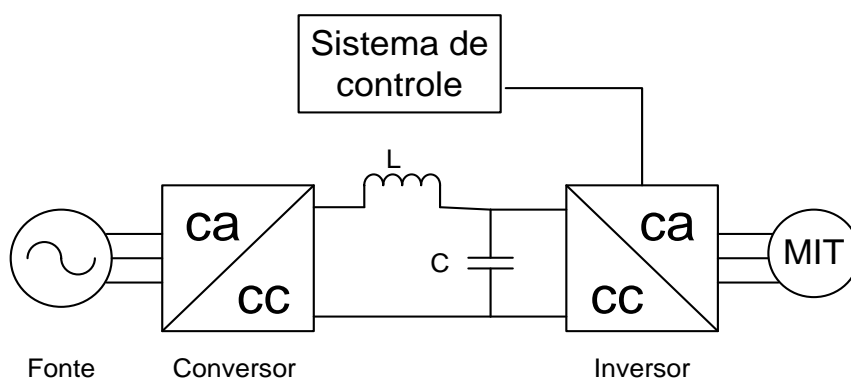 Sistema de
controle
L
ca
cc
C
ca
cc
MIT
Fonte
Conversor
Inversor